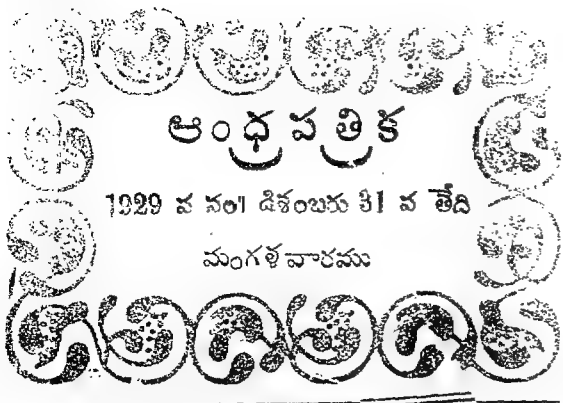 ఆంధ్రపత్రిక
1929 వ సం॥ డిశంబరు 31 వ తేది
మంగళవారము